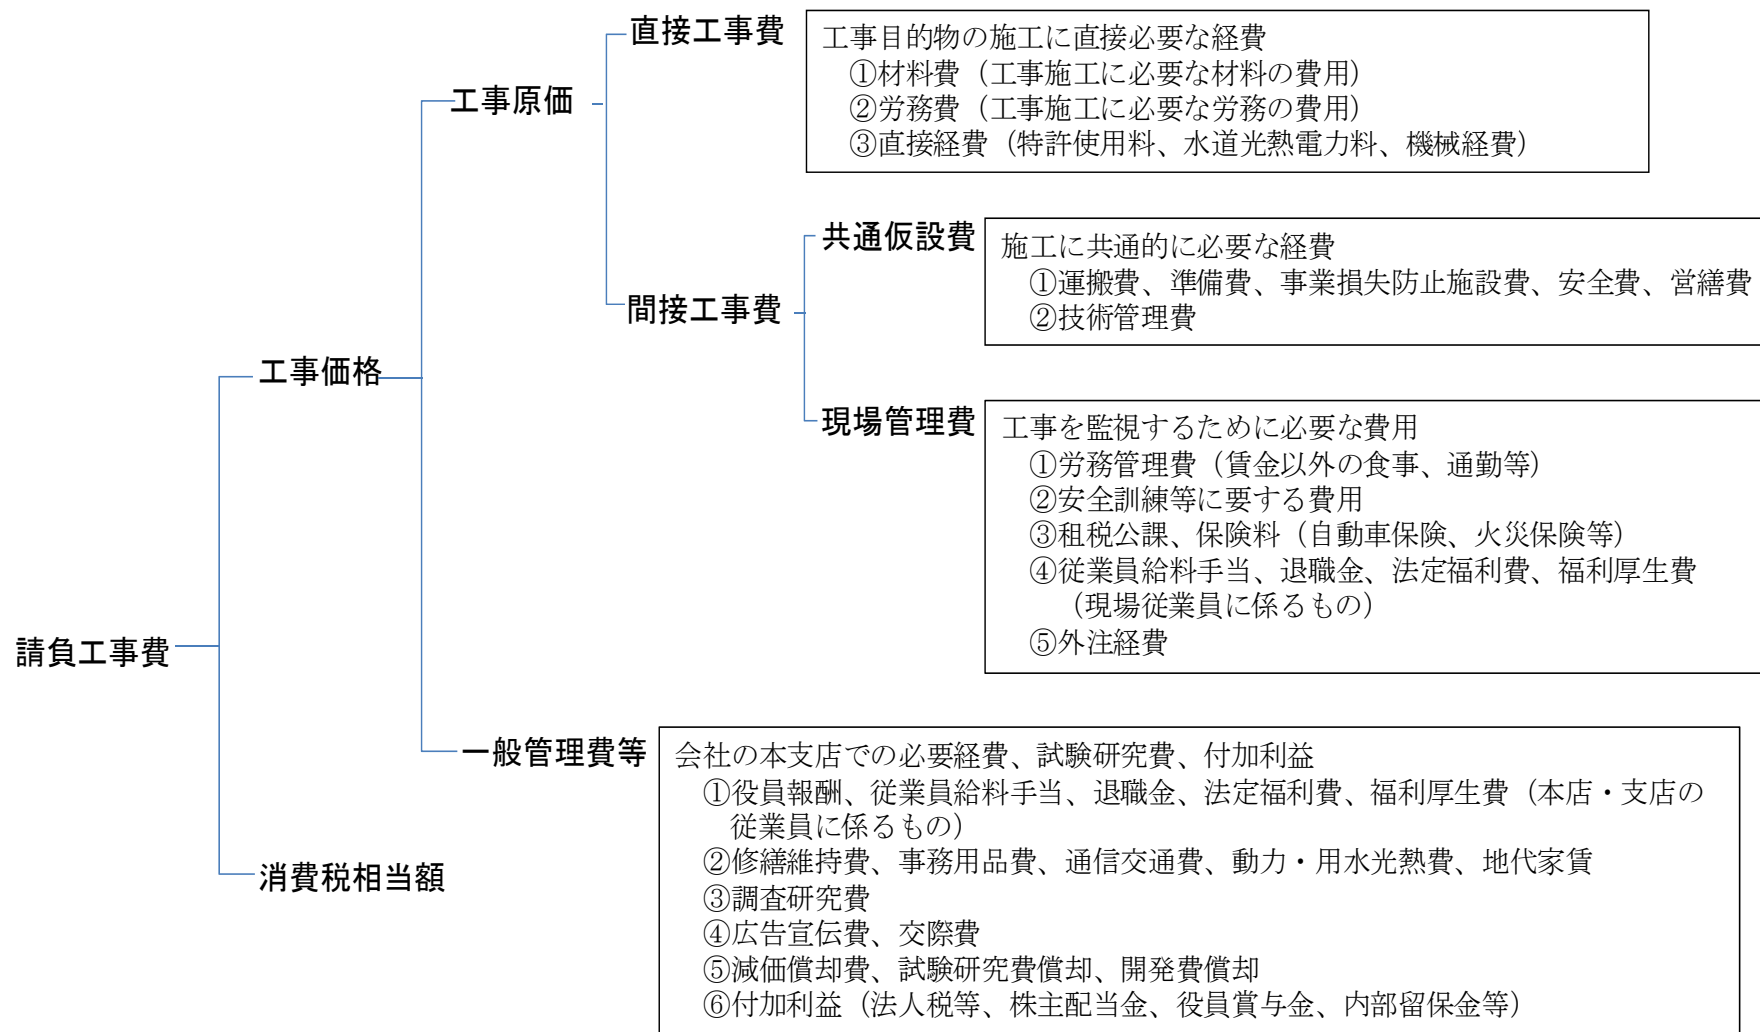 直接工事費
工事目的物の施工に直接必要な経費
①材料費（工事施工に必要な材料の費用）
②労務費（工事施工に必要な労務の費用）
③直接経費（特許使用料、水道光熱電力料、機械経費）
工事原価
共通仮設費
施工に共通的に必要な経費
①運搬費、準備費、事業損失防止施設費、安全費、営繕費
②技術管理費
間接工事費
工事価格
現場管理費
工事を監視するために必要な費用
①労務管理費（賃金以外の食事、通勤等）
②安全訓練等に要する費用
③租税公課、保険料（自動車保険、火災保険等）
④従業員給料手当、退職金、法定福利費、福利厚生費
（現場従業員に係るもの）
⑤外注経費
請負工事費
一般管理費等
会社の本支店での必要経費、試験研究費、付加利益
①役員報酬、従業員給料手当、退職金、法定福利費、福利厚生費（本店・支店の
従業員に係るもの）
②修繕維持費、事務用品費、通信交通費、動力・用水光熱費、地代家賃
③調査研究費
④広告宣伝費、交際費
⑤減価償却費、試験研究費償却、開発費償却
⑥付加利益（法人税等、株主配当金、役員賞与金、内部留保金等）
消費税相当額